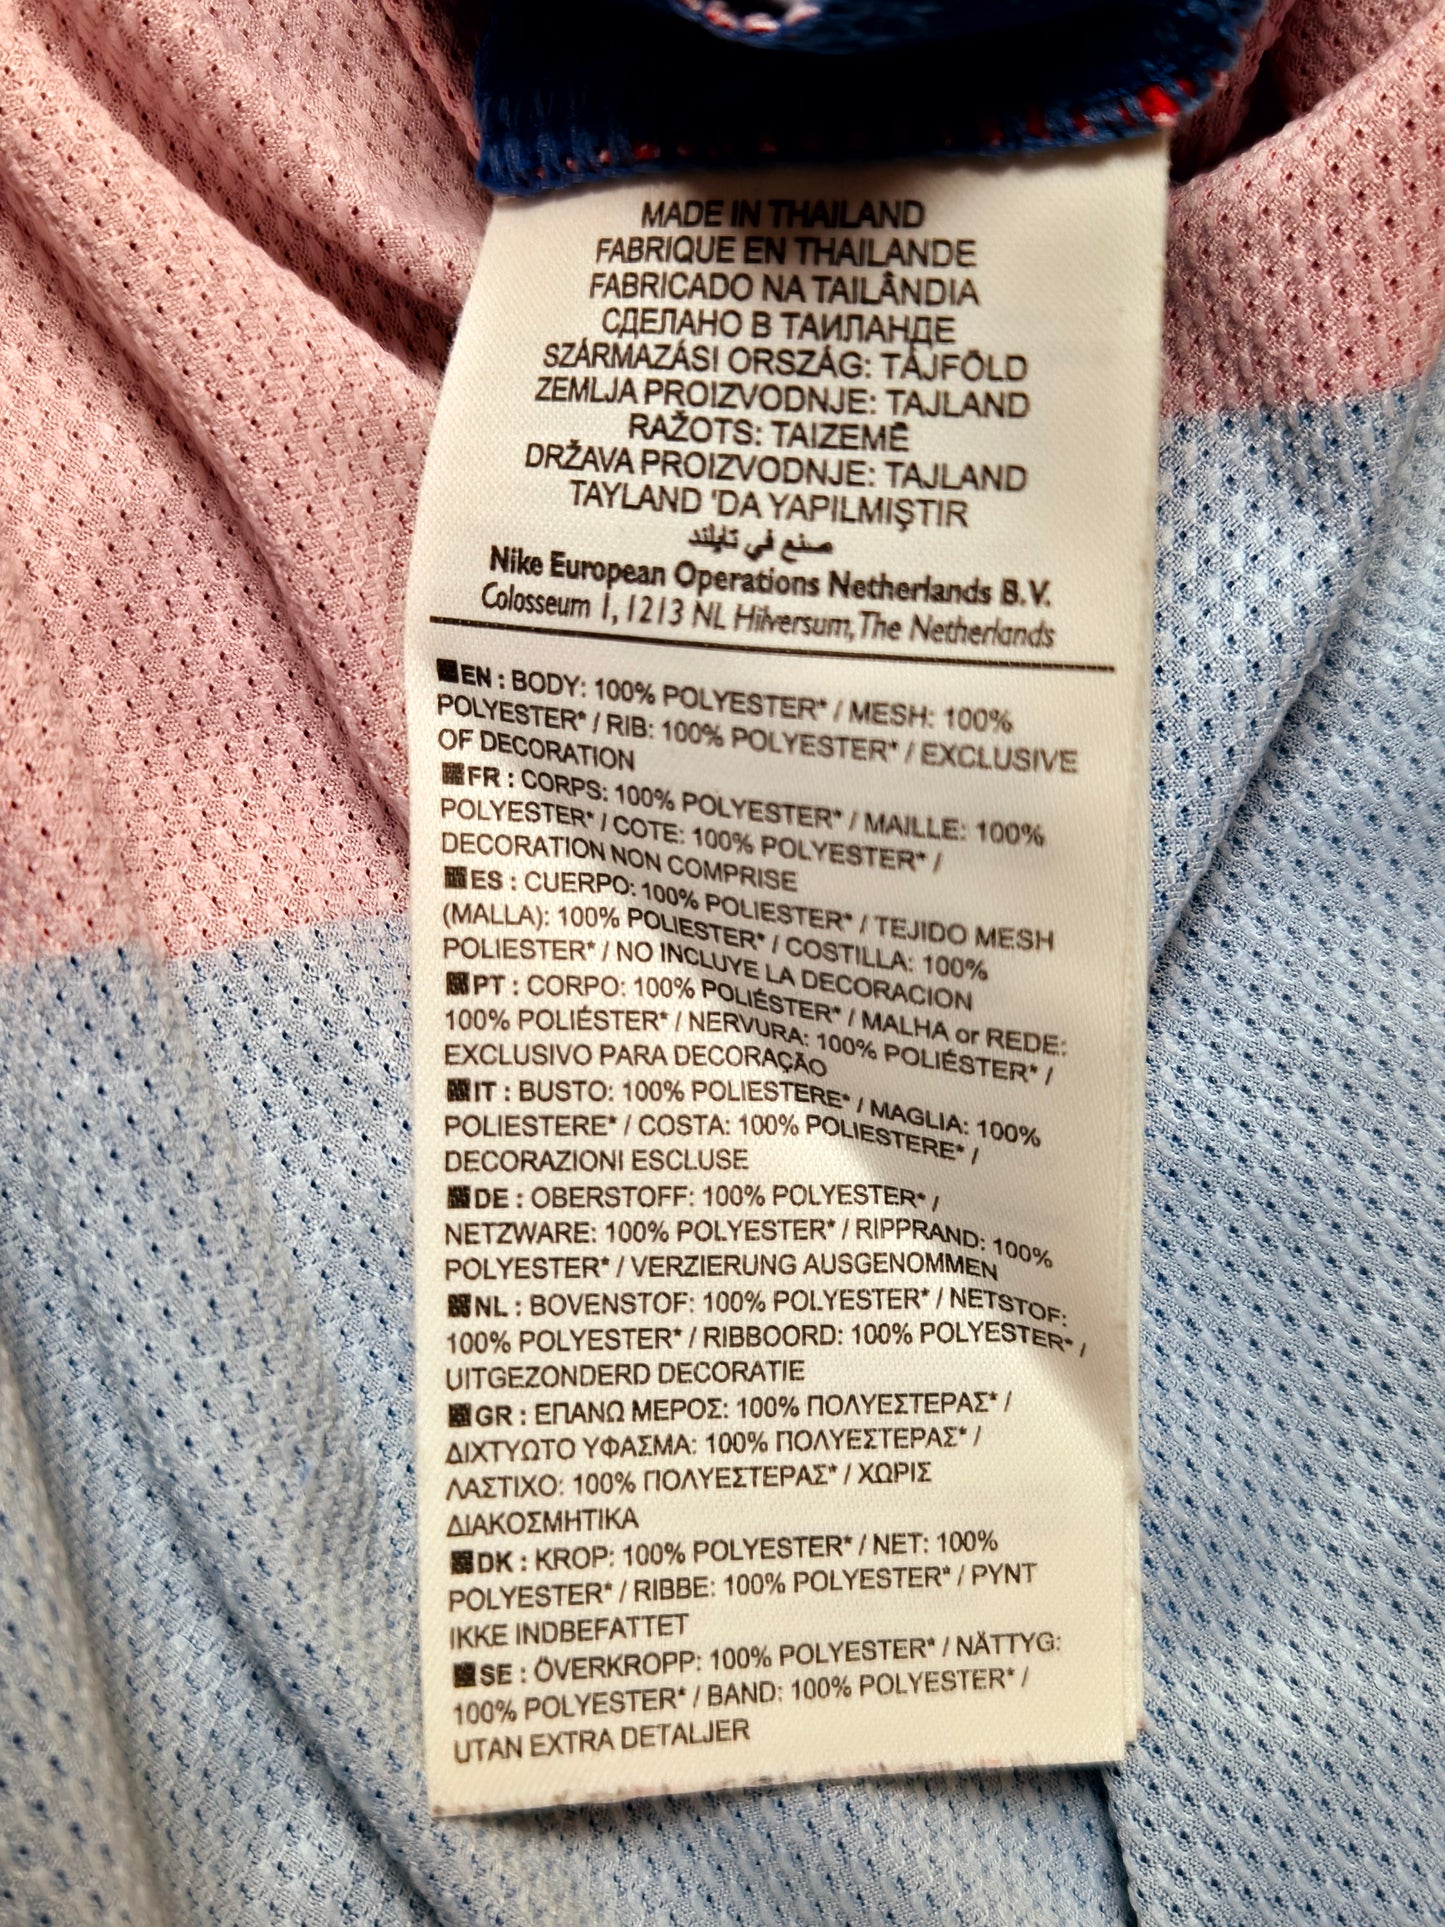 MADE IN THAILAND
FABRIQUE EN THAILANDE
FABRICADO NA TAILÂNDIA
СДЕЛАНО В ТАИЛАНДЕ
SZÁRMAZÁSI ORSZÁG: TÁJFÖLD
ZEMLJA PROIZVODNJE: TAJLAND
RAŽOTS: TAIZEMĒ
DRŽAVA PROIZVODNJE: TAJLAND
TAYLAND 'DA YAPILMIŞTIR
صنع في تايلند
Nike European Operations Netherlands B.V.
Colosseum 1, 1213 NL Hilversum, The Netherlands
EN : BODY: 100% POLYESTER* / MESH: 100%
POLYESTER* / RIB: 100% POLYESTER* / EXCLUSIVE
OF DECORATION
FR : CORPS: 100% POLYESTER* / MAILLE: 100%
POLYESTER* / COTE: 100% POLYESTER* /
DECORATION NON COMPRISE
ES : CUERPO: 100% POLIESTER* / TEJIDO MESH
(MALLA): 100% POLIESTER* / COSTILLA: 100%
POLIESTER* / NO INCLUYE LA DECORACION
PT : CORPO: 100% POLIÉSTER* / MALHA or REDE:
100% POLIÉSTER* / NERVURA: 100% POLIÉSTER* /
EXCLUSIVO PARA DECORAÇÃO
IT : BUSTO: 100% POLIESTERE* / MAGLIA: 100%
POLIESTERE* / COSTA: 100% POLIESTERE* /
DECORAZIONI ESCLUSE
DE : OBERSTOFF: 100% POLYESTER* /
NETZWARE: 100% POLYESTER* / RIPPRAND: 100%
POLYESTER* / VERZIERUNG AUSGENOMMEN
NL : BOVENSTOF: 100% POLYESTER* / NETSTOF:
100% POLYESTER* / RIBBOORD: 100% POLYESTER* /
UITGEZONDERD DECORATIE
GR : ΕΠΑΝΩ ΜΕΡΟΣ: 100% ΠΟΛΥΕΣΤΕΡΑΣ* /
ΔΙΧΤΥΩΤΟ ΥΦΑΣΜΑ: 100% ΠΟΛΥΕΣΤΕΡΑΣ* /
ΛΑΣΤΙΧΟ: 100% ΠΟΛΥΕΣΤΕΡΑΣ* / ΧΩΡΙΣ
ΔΙΑΚΟΣΜΗΤΙΚΑ
DK : KROP: 100% POLYESTER* / NET: 100%
POLYESTER* / RIBBE: 100% POLYESTER* / PYNT
IKKE INDBEFATTET
SE : ÖVERKROPP: 100% POLYESTER* / NÄTTYG:
100% POLYESTER* / BAND: 100% POLYESTER* /
UTAN EXTRA DETALJER